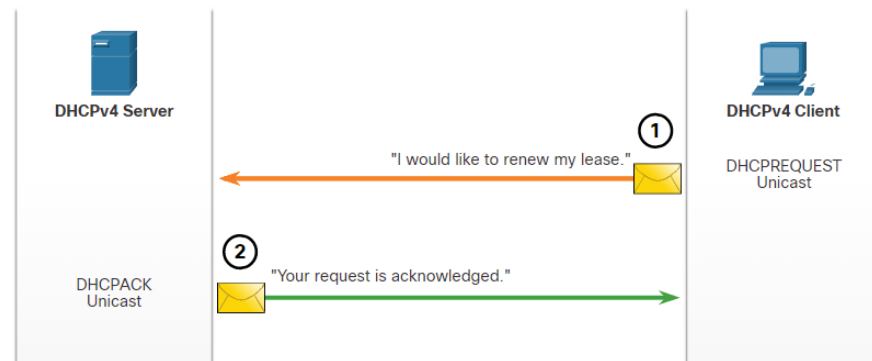 DHCPv4 Server
DHCPv4 Client
1
"I would like to renew my lease."
DHCPREQUEST
Unicast
2
"Your request is acknowledged."
DHCPACK
Unicast